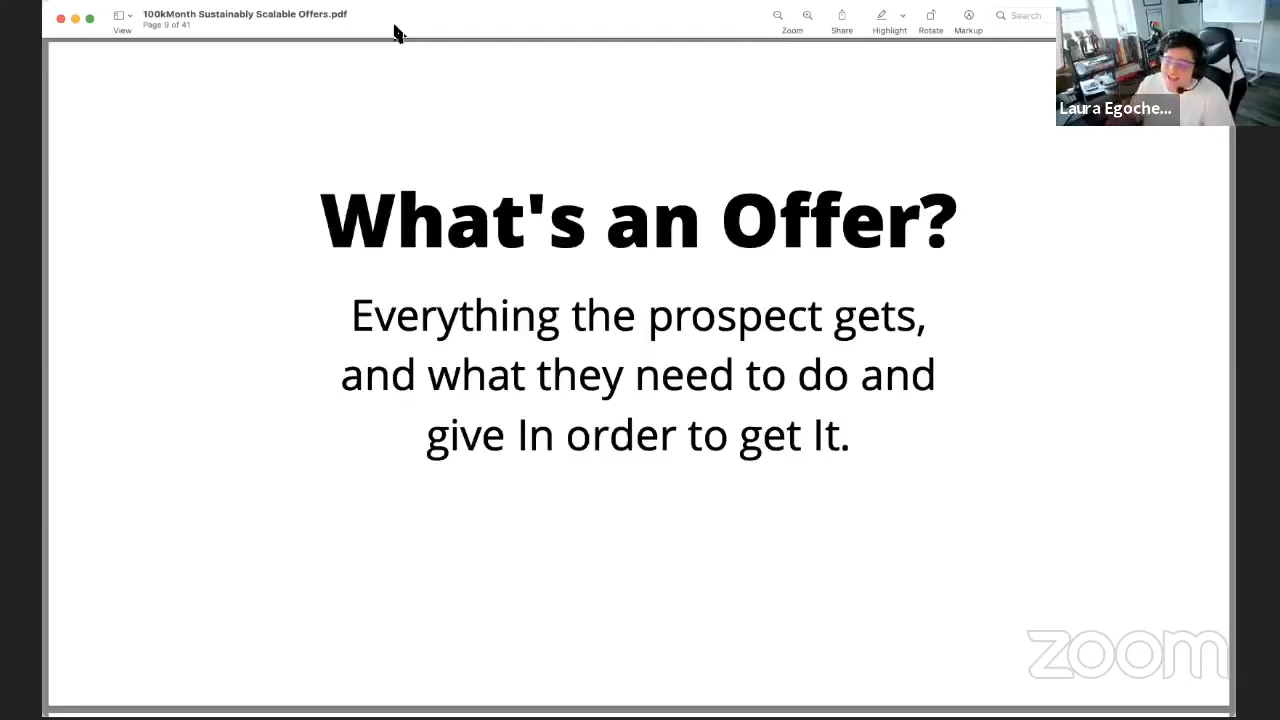 100kMonth Sustainably Scalable Offers.pdf
Page 9 of 41
View
Zoom
Share
Highlight
Rotate
Markup
Search
Laura Egoche...
What's an Offer?
Everything the prospect gets,
and what they need to do and
give In order to get It.
zoom